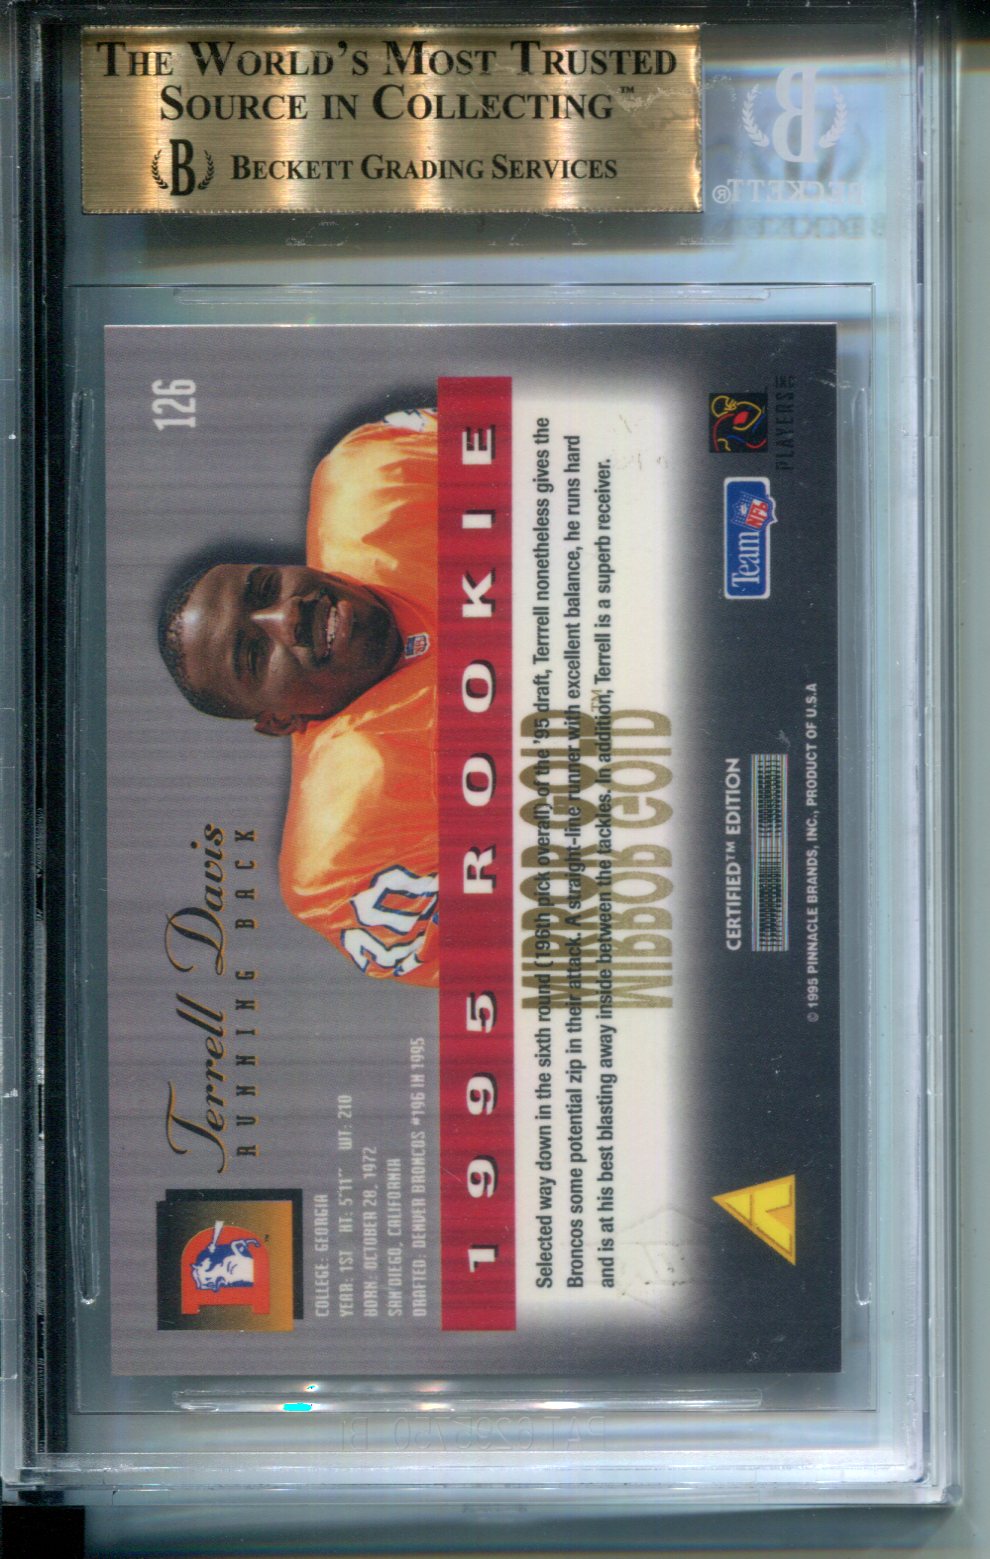 THE WORLD'S MOST TRUSTED
SOURCE IN COLLECTING™
B BECKETT GRADING SERVICES
B
BECKETT®
126
Terrell Davis
RUNNING BACK
COLLEGE: GEORGIA
YEAR: 1ST HT: 5'11" WT: 210
BORN: OCTOBER 28, 1972
SAN DIEGO, CALIFORNIA
DRAFTED: DENVER BRONCOS #196 IN 1995
1995 ROOKIE
Selected way down in the sixth round (196th pick overall) of the '95 draft, Terrell nonetheless gives the
Broncos some potential zip in their attack. A straight-line runner with excellent balance, he runs hard
and is at his best blasting away inside between the tackles. In addition, Terrell is a superb receiver.
MIRROR GOLD™
30
PLAYERS INC
Team NFL
CERTIFIED™ EDITION
© 1995 PINNACLE BRANDS, INC., PRODUCT OF U.S.A